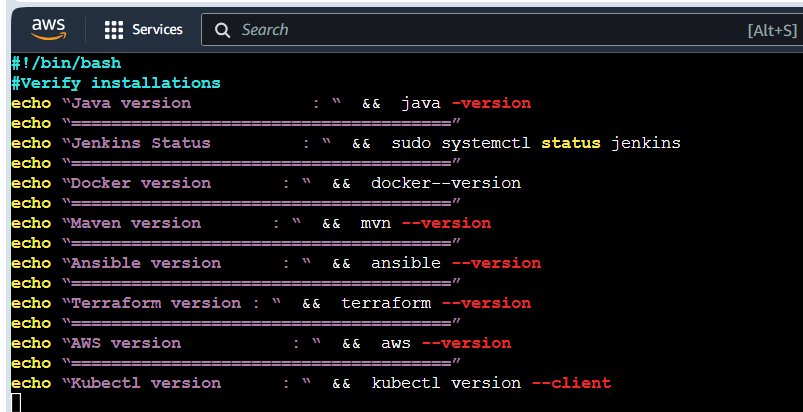 aws Services Search [Alt+S]
#!/bin/bash
#Verify installations
echo “Java version            : “  &&  java -version
echo “======================================”
echo “Jenkins Status         : “  &&  sudo systemctl status jenkins
echo “======================================”
echo “Docker version       : “  &&  docker--version
echo “======================================”
echo “Maven version       : “  &&  mvn --version
echo “======================================”
echo “Ansible version      : “  &&  ansible --version
echo “======================================”
echo “Terraform version : “  &&  terraform --version
echo “======================================”
echo “AWS version           : “  &&  aws --version
echo “======================================”
echo “Kubectl version      : “  &&  kubectl version --client